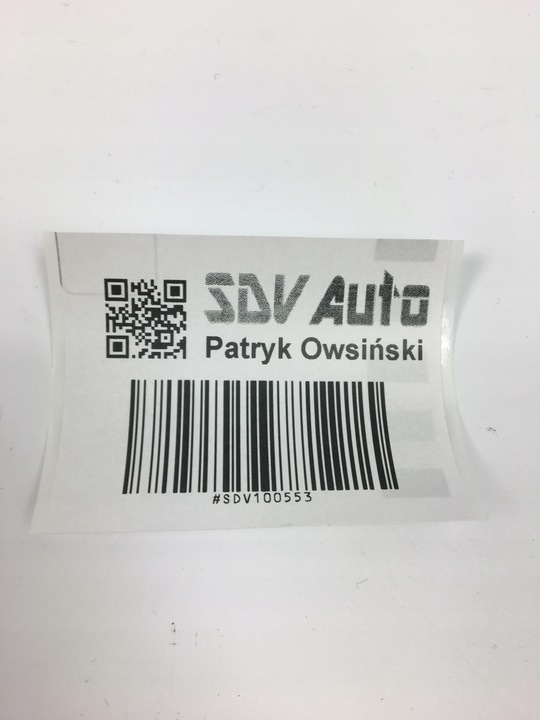 SDV Auto
Patryk Owsiński
#SDV100553